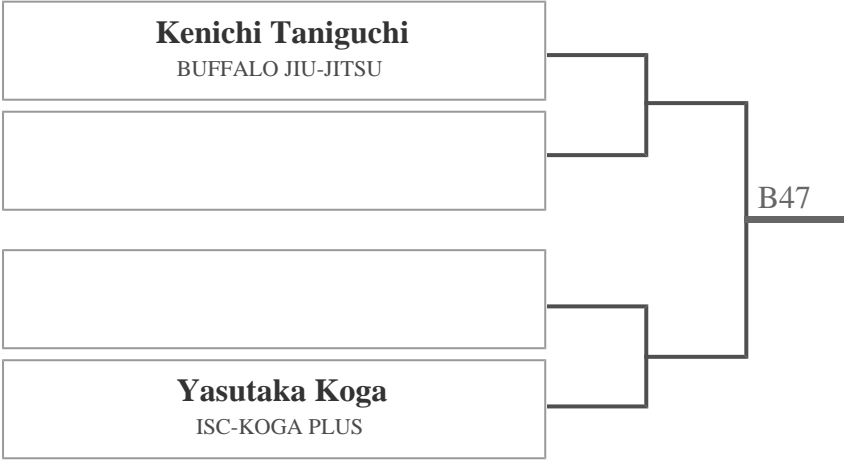 Kenichi Taniguchi
BUFFALO JIU-JITSU
B47
Yasutaka Koga
ISC-KOGA PLUS